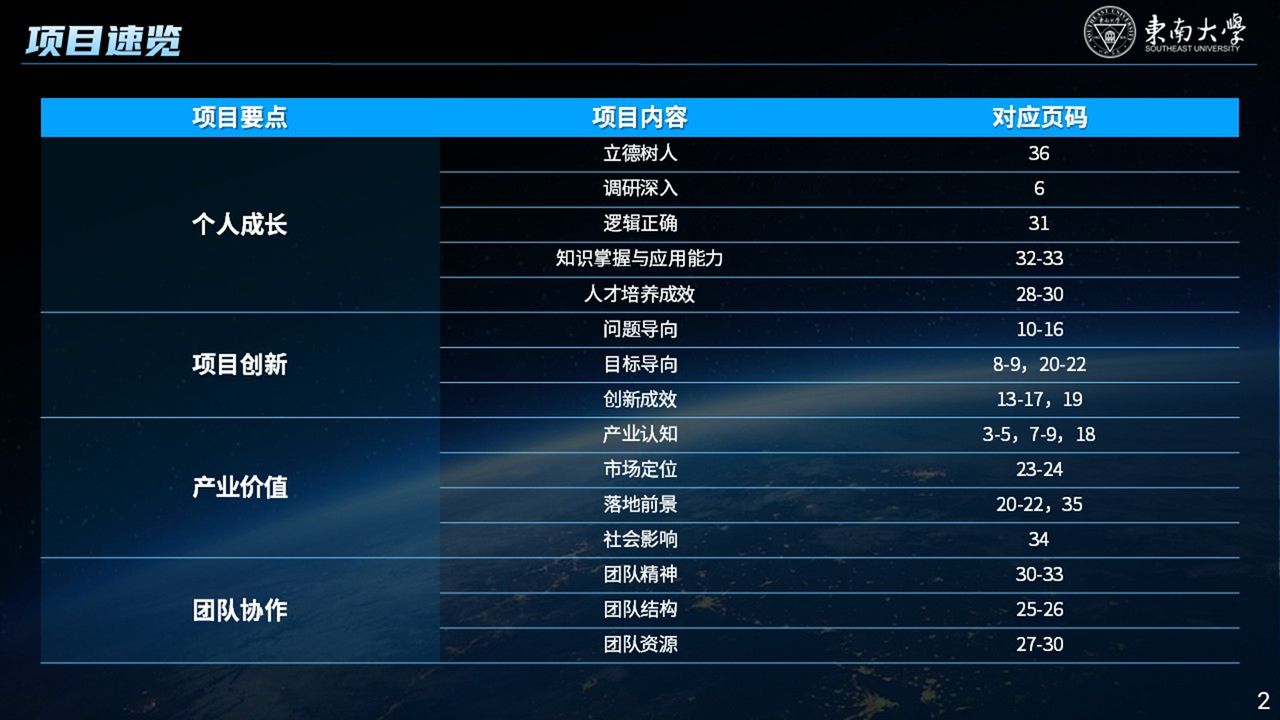 项目速览
東南大學
SOUTHEAST UNIVERSITY
项目要点 项目内容 对应页码
个人成长
立德树人 36
调研深入 6
逻辑正确 31
知识掌握与应用能力 32-33
人才培养成效 28-30
项目创新
问题导向 10-16
目标导向 8-9，20-22
创新成效 13-17，19
产业价值
产业认知 3-5，7-9，18
市场定位 23-24
落地前景 20-22，35
社会影响 34
团队协作
团队精神 30-33
团队结构 25-26
团队资源 27-30
2